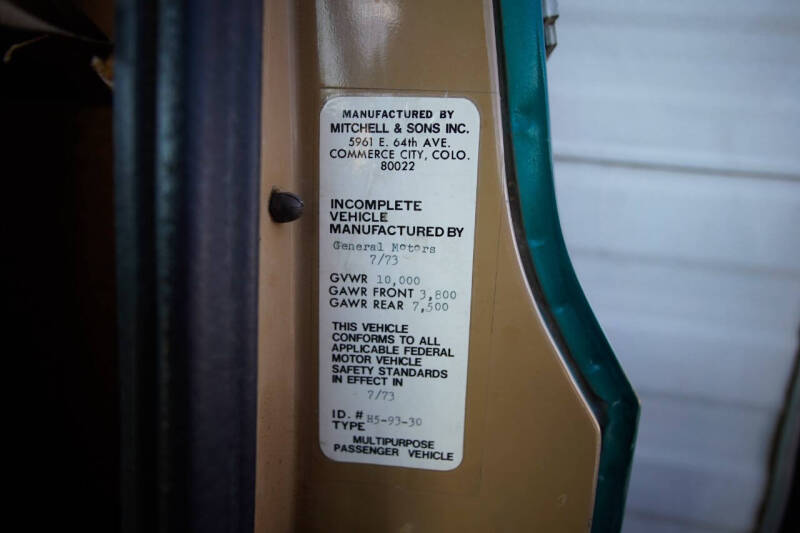 MANUFACTURED BY
MITCHELL & SONS INC.
5961 E. 64th AVE.
COMMERCE CITY, COLO.
80022
INCOMPLETE
VEHICLE
MANUFACTURED BY
General Motors
7/73
GVWR 10,000
GAWR FRONT 3,800
GAWR REAR 7,500
THIS VEHICLE
CONFORMS TO ALL
APPLICABLE FEDERAL
MOTOR VEHICLE
SAFETY STANDARDS
IN EFFECT IN
7/73
ID. # H5-93-30
TYPE
MULTIPURPOSE
PASSENGER VEHICLE